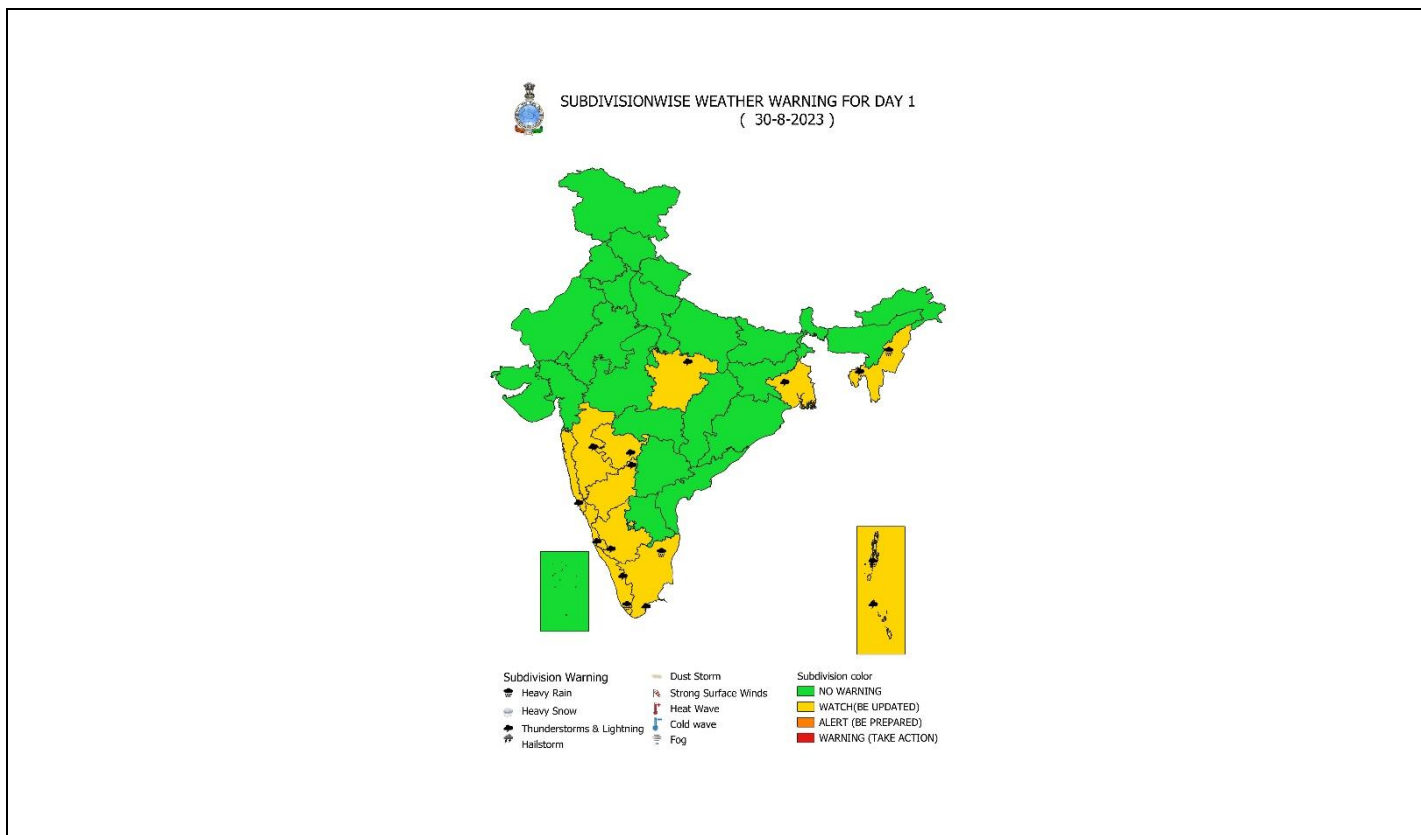 SUBDIVISIONWISE WEATHER WARNING FOR DAY 1
( 30-8-2023 )
Subdivision Warning
Heavy Rain
Heavy Snow
Thunderstorms & Lightning
Hailstorm
Dust Storm
Strong Surface Winds
Heat Wave
Cold wave
Fog
Subdivision color
NO WARNING
WATCH(BE UPDATED)
ALERT (BE PREPARED)
WARNING (TAKE ACTION)